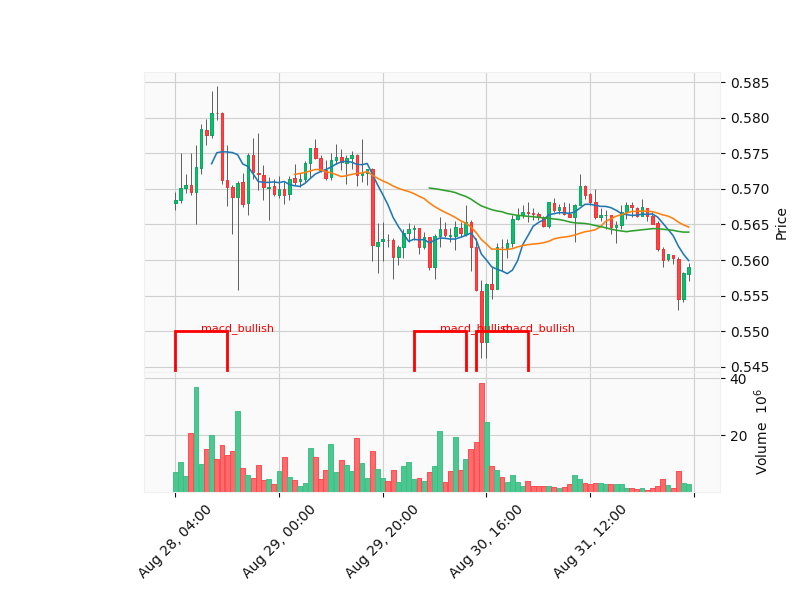 0.585
0.580
0.575
0.570
0.565
0.560
0.555
0.550
0.545
Price
macd_bullish
macd_bullish
macd_bullish
40
20
Volume 10^6
Aug 28, 04:00
Aug 29, 00:00
Aug 29, 20:00
Aug 30, 16:00
Aug 31, 12:00